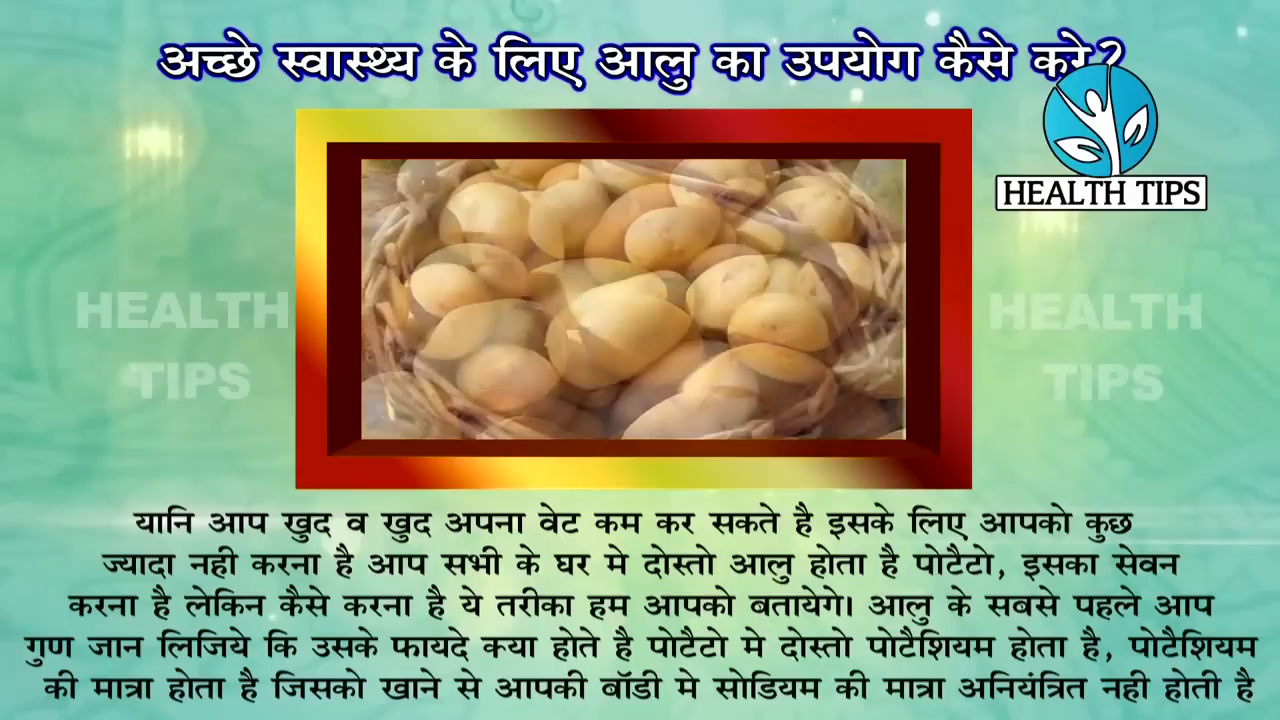 अच्छे स्वास्थ्य के लिए आलु का उपयोग कैसे करे?
HEALTH TIPS
HEALTH
TIPS
HEALTH
TIPS
यानि आप खुद व खुद अपना वेट कम कर सकते है इसके लिए आपको कुछ
ज्यादा नही करना है आप सभी के घर मे दोस्तो आलु होता है पोटैटो, इसका सेवन
करना है लेकिन कैसे करना है ये तरीका हम आपको बतायेगे। आलु के सबसे पहले आप
गुण जान लिजिये कि उसके फायदे क्या होते है पोटैटो मे दोस्तो पोटैशियम होता है, पोटैशियम
की मात्रा होता है जिसको खाने से आपकी बॉडी मे सोडियम की मात्रा अनियंत्रित नही होती है